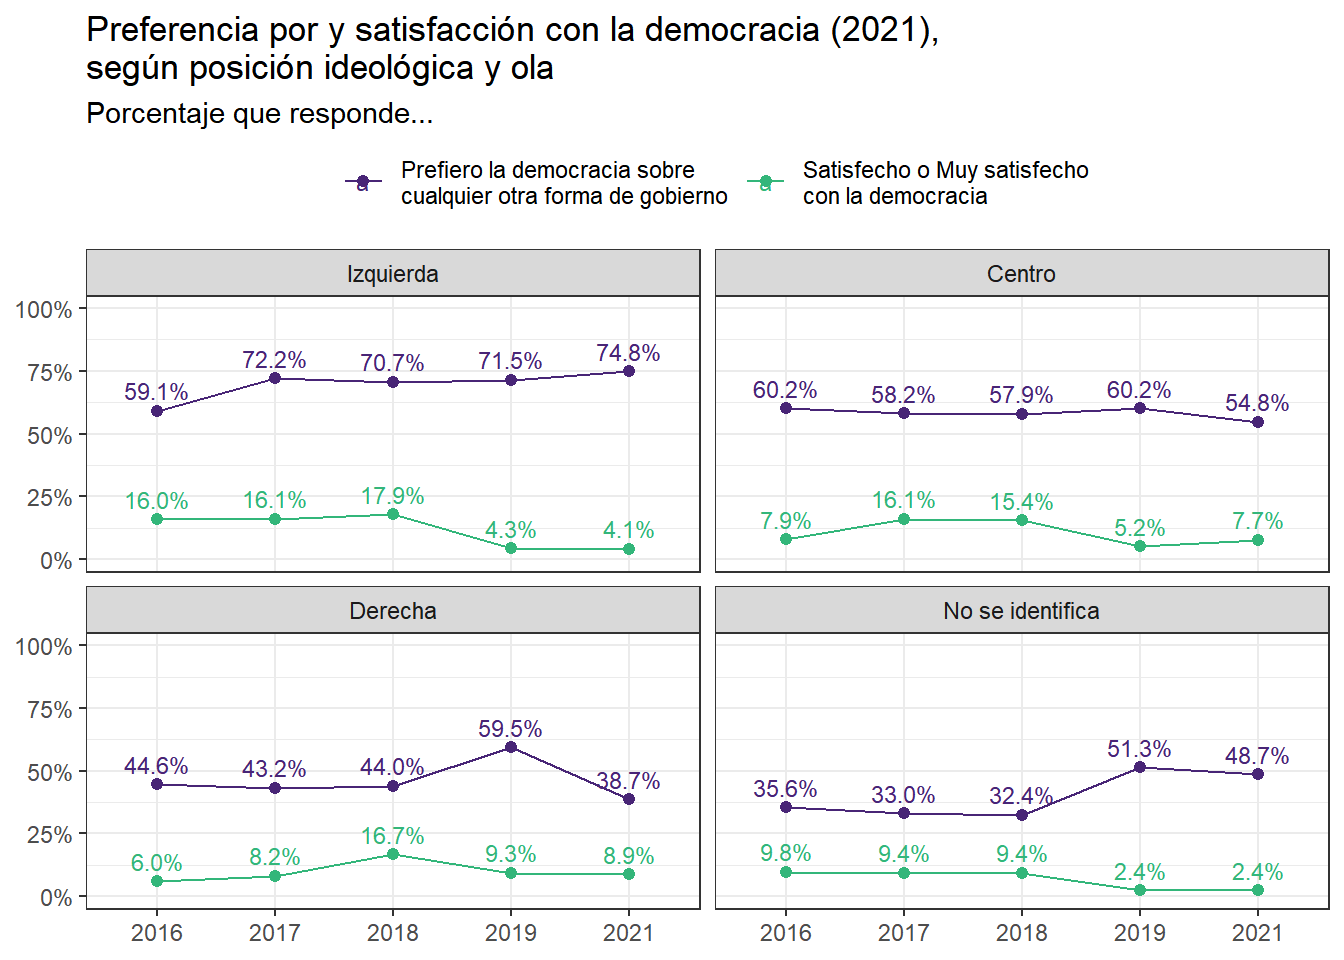 Preferencia por y satisfacción con la democracia (2021),
según posición ideológica y ola
Porcentaje que responde...
a Prefiero la democracia sobre
cualquier otra forma de gobierno
a Satisfecho o Muy satisfecho
con la democracia
Izquierda
100%
75%
50%
25%
0%
59.1% 72.2% 70.7% 71.5% 74.8%
16.0% 16.1% 17.9% 4.3% 4.1%
Centro
60.2% 58.2% 57.9% 60.2% 54.8%
7.9% 16.1% 15.4% 5.2% 7.7%
Derecha
100%
75%
50%
25%
0%
44.6% 43.2% 44.0% 59.5% 38.7%
6.0% 8.2% 16.7% 9.3% 8.9%
2016 2017 2018 2019 2021
No se identifica
35.6% 33.0% 32.4% 51.3% 48.7%
9.8% 9.4% 9.4% 2.4% 2.4%
2016 2017 2018 2019 2021